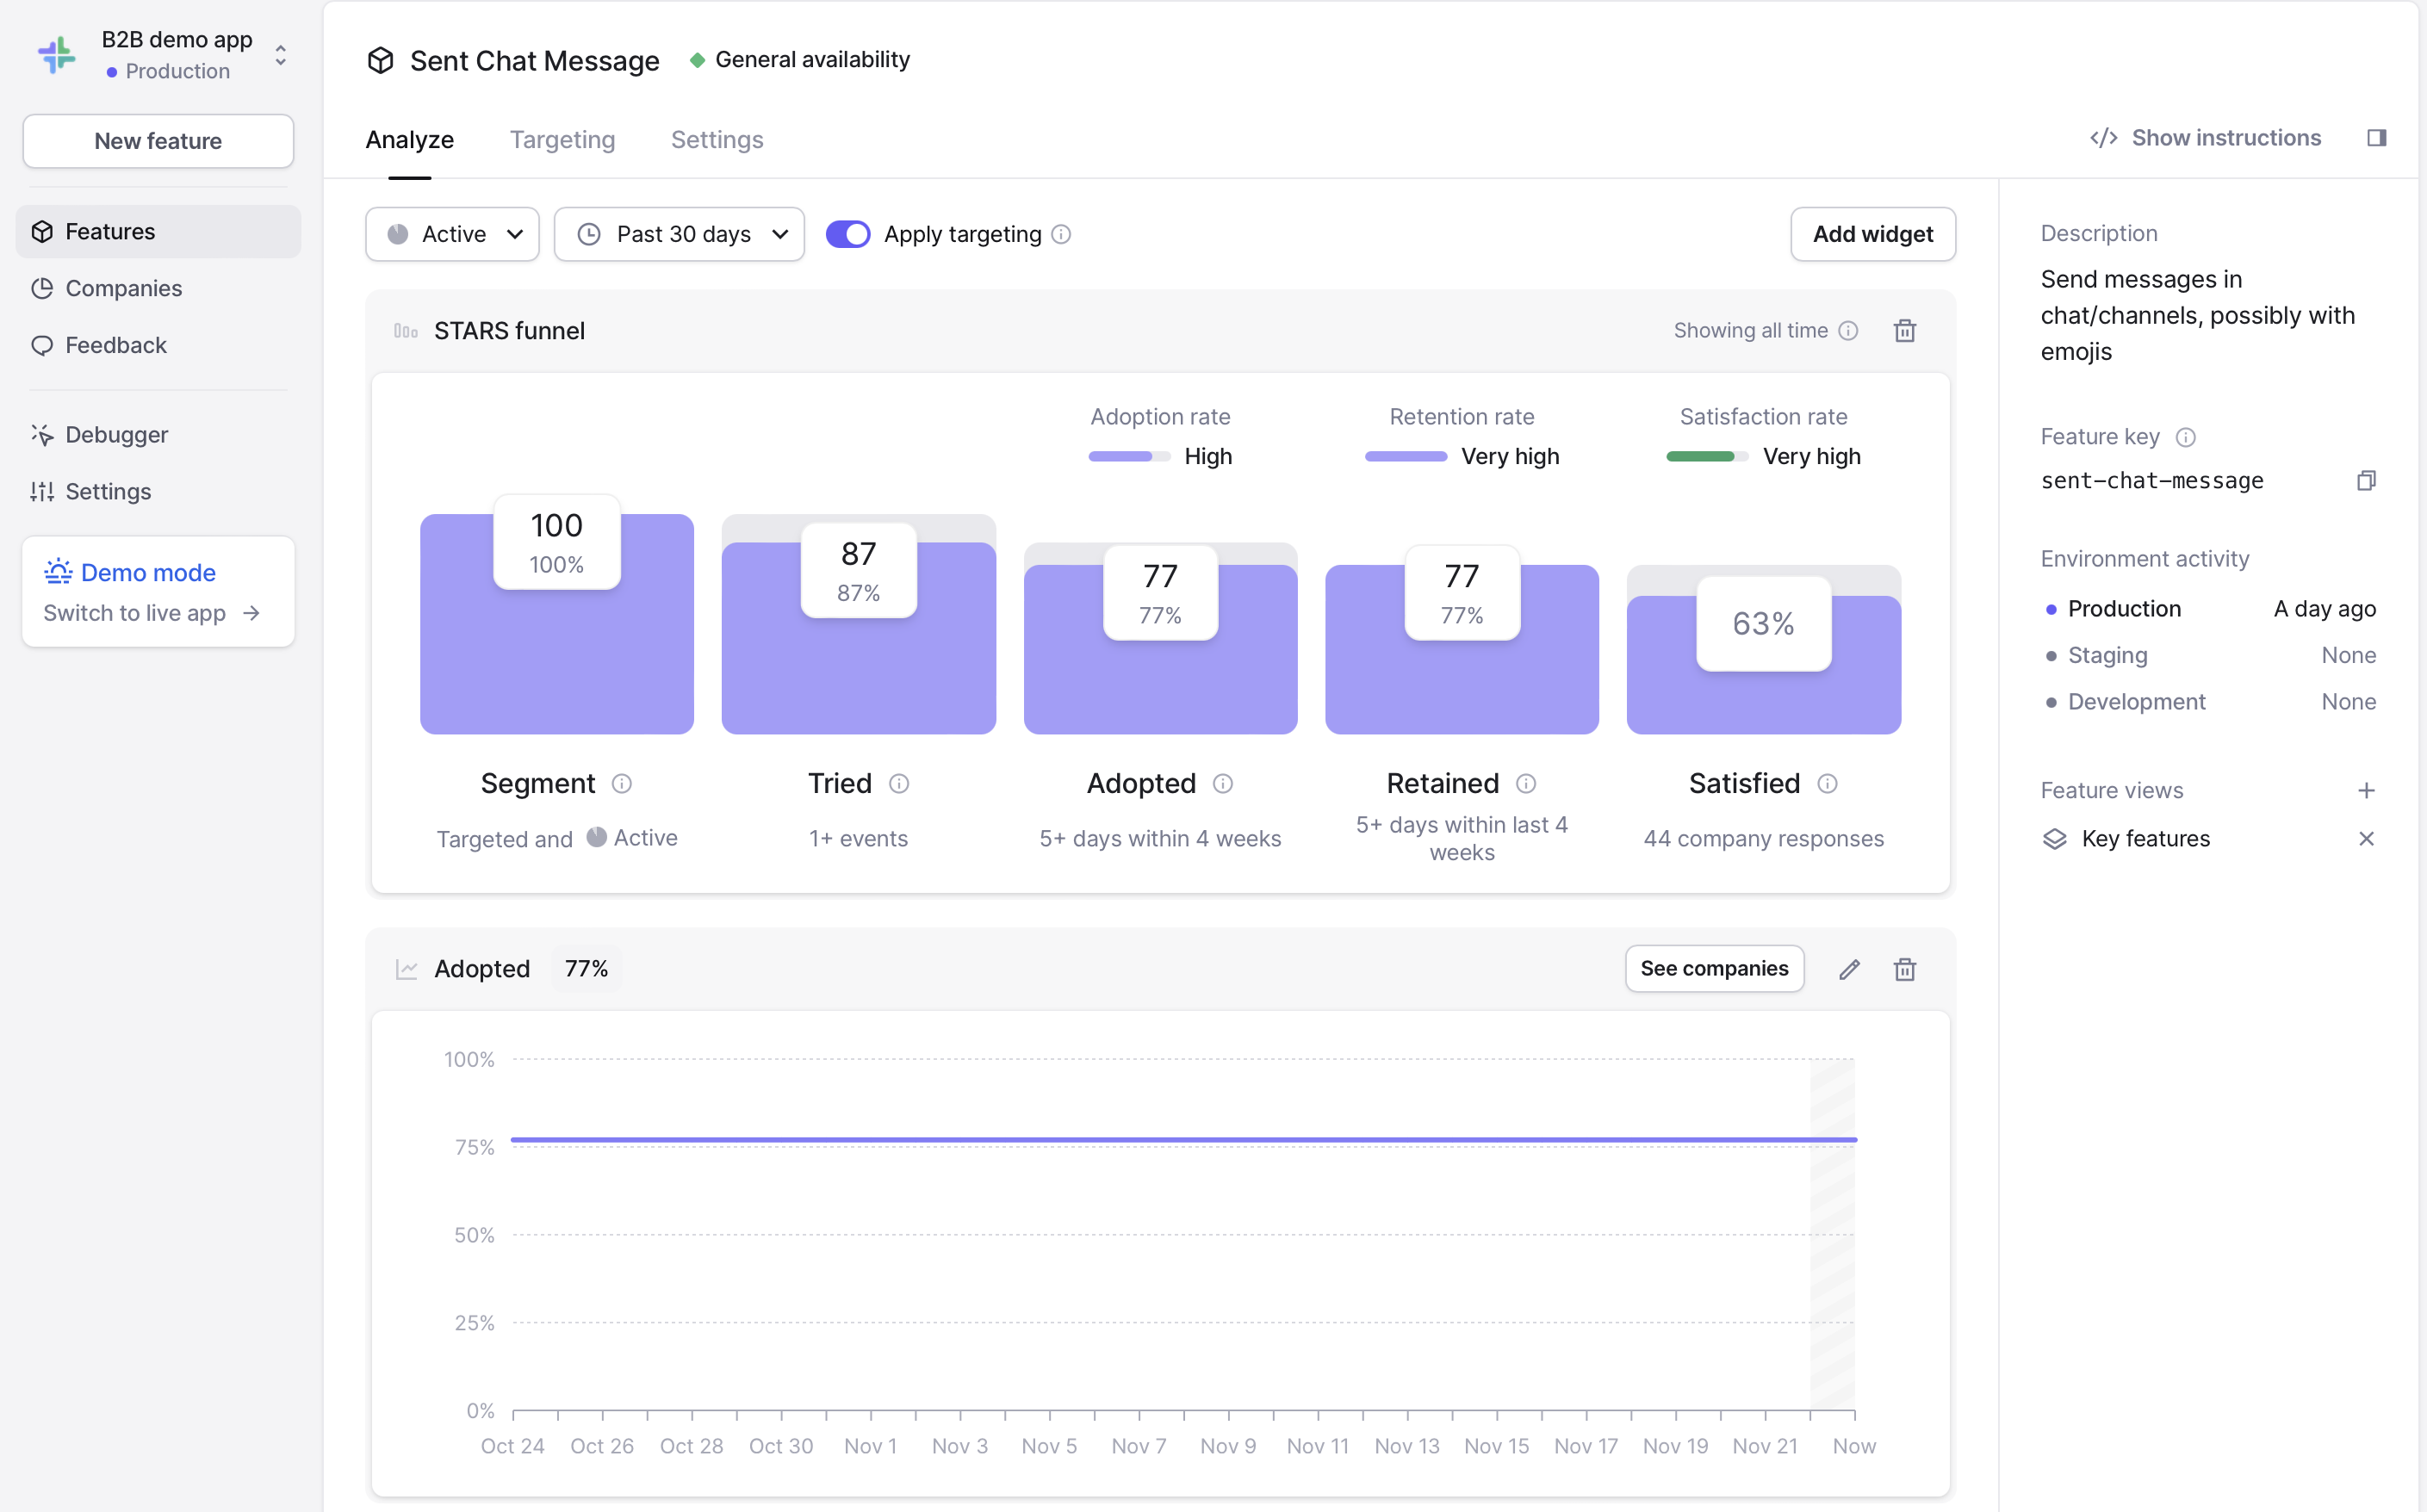 B2B demo app
Production
New feature
Features
Companies
Feedback
Debugger
Settings
Demo mode
Switch to live app
Sent Chat Message
General availability
Analyze
Targeting
Settings
Show instructions
Active
Past 30 days
Apply targeting
Add widget
STARS funnel
Showing all time
Adoption rate
High
Retention rate
Very high
Satisfaction rate
Very high
100
100%
87
87%
77
77%
77
77%
63%
Segment
Targeted and Active
Tried
1+ events
Adopted
5+ days within 4 weeks
Retained
5+ days within last 4
weeks
Satisfied
44 company responses
Adopted
77%
See companies
100%
75%
50%
25%
0%
Oct 24
Oct 26
Oct 28
Oct 30
Nov 1
Nov 3
Nov 5
Nov 7
Nov 9
Nov 11
Nov 13
Nov 15
Nov 17
Nov 19
Nov 21
Now
Description
Send messages in
chat/channels, possibly with
emojis
Feature key
sent-chat-message
Environment activity
Production
A day ago
Staging
None
Development
None
Feature views
Key features